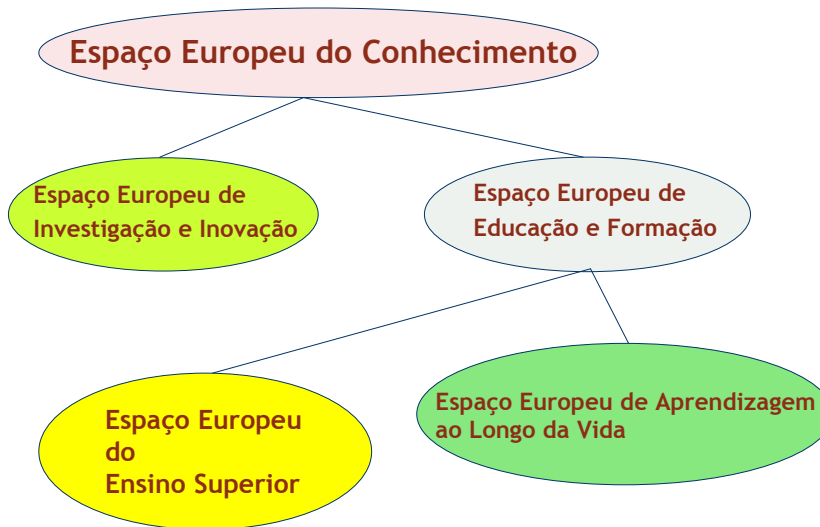 Espaço Europeu do Conhecimento
Espaço Europeu de
Investigação e Inovação
Espaço Europeu de
Educação e Formação
Espaço Europeu
do
Ensino Superior
Espaço Europeu de Aprendizagem
ao Longo da Vida